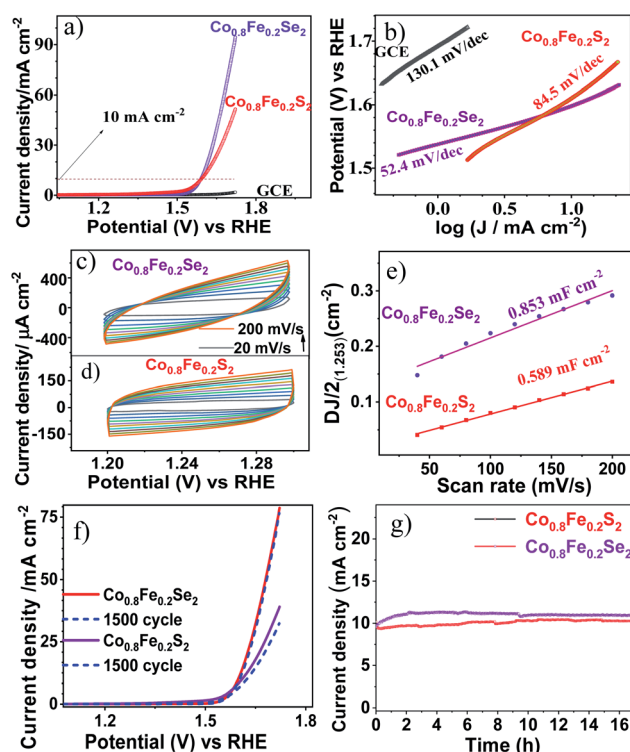 a)
Co0.8Fe0.2Se2
Co0.8Fe0.2S2
10 mA cm-2
GCE
Current density/mA cm-2
90
60
30
0
1.2
1.5
1.8
Potential (V) vs RHE
b)
GCE
130.1 mV/dec
Co0.8Fe0.2S2
84.5 mV/dec
Co0.8Fe0.2Se2
52.4 mV/dec
Potential (V) vs RHE
1.7
1.6
1.5
0.0
0.5
1.0
log (J / mA cm-2)
c)
Co0.8Fe0.2Se2
200 mV/s
20 mV/s
400
0
-400
d)
Co0.8Fe0.2S2
150
0
-150
Current density/ μA cm-2
1.20
1.24
1.28
Potential (V) vs RHE
e)
0.853 mF cm-2
Co0.8Fe0.2Se2
0.589 mF cm-2
Co0.8Fe0.2S2
DJ/2(1.253)(cm-2)
0.3
0.2
0.1
50
100
150
200
Scan rate (mV/s)
f)
Co0.8Fe0.2Se2
1500 cycle
Co0.8Fe0.2S2
1500 cycle
Current density /mA cm-2
75
50
25
0
1.2
1.5
1.8
Potential (V) vs RHE
g)
Co0.8Fe0.2S2
Co0.8Fe0.2Se2
Current density (mA cm-2)
20
15
10
5
0
0
2
4
6
8
10
12
14
16
Time (h)